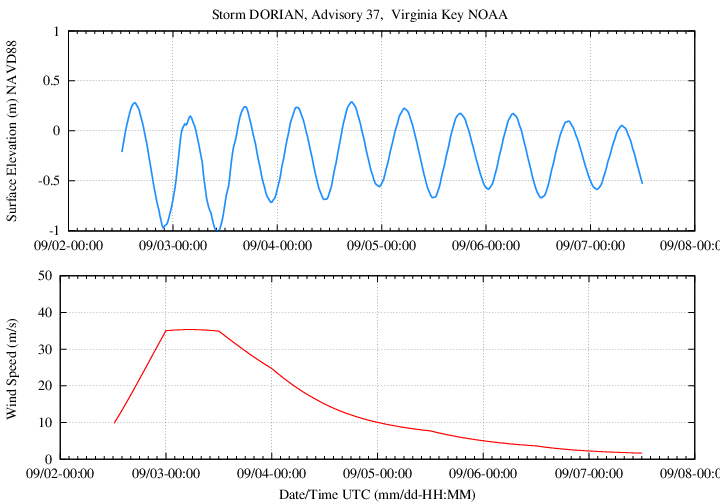 Storm DORIAN, Advisory 37,  Virginia Key NOAA
Surface Elevation (m) NAVD88
1
0.5
0
-0.5
-1
09/02-00:00 09/03-00:00 09/04-00:00 09/05-00:00 09/06-00:00 09/07-00:00 09/08-00:0
Wind Speed (m/s)
50
40
30
20
10
0
09/02-00:00 09/03-00:00 09/04-00:00 09/05-00:00 09/06-00:00 09/07-00:00 09/08-00:0
Date/Time UTC (mm/dd-HH:MM)